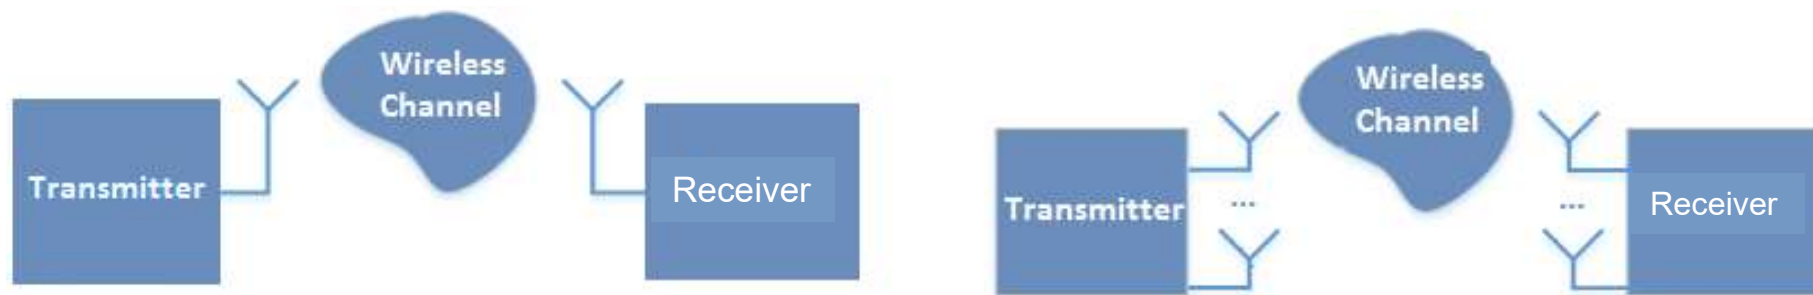 Wireless
Channel
Transmitter
Receiver
Wireless
Channel
Transmitter
...
...
Receiver